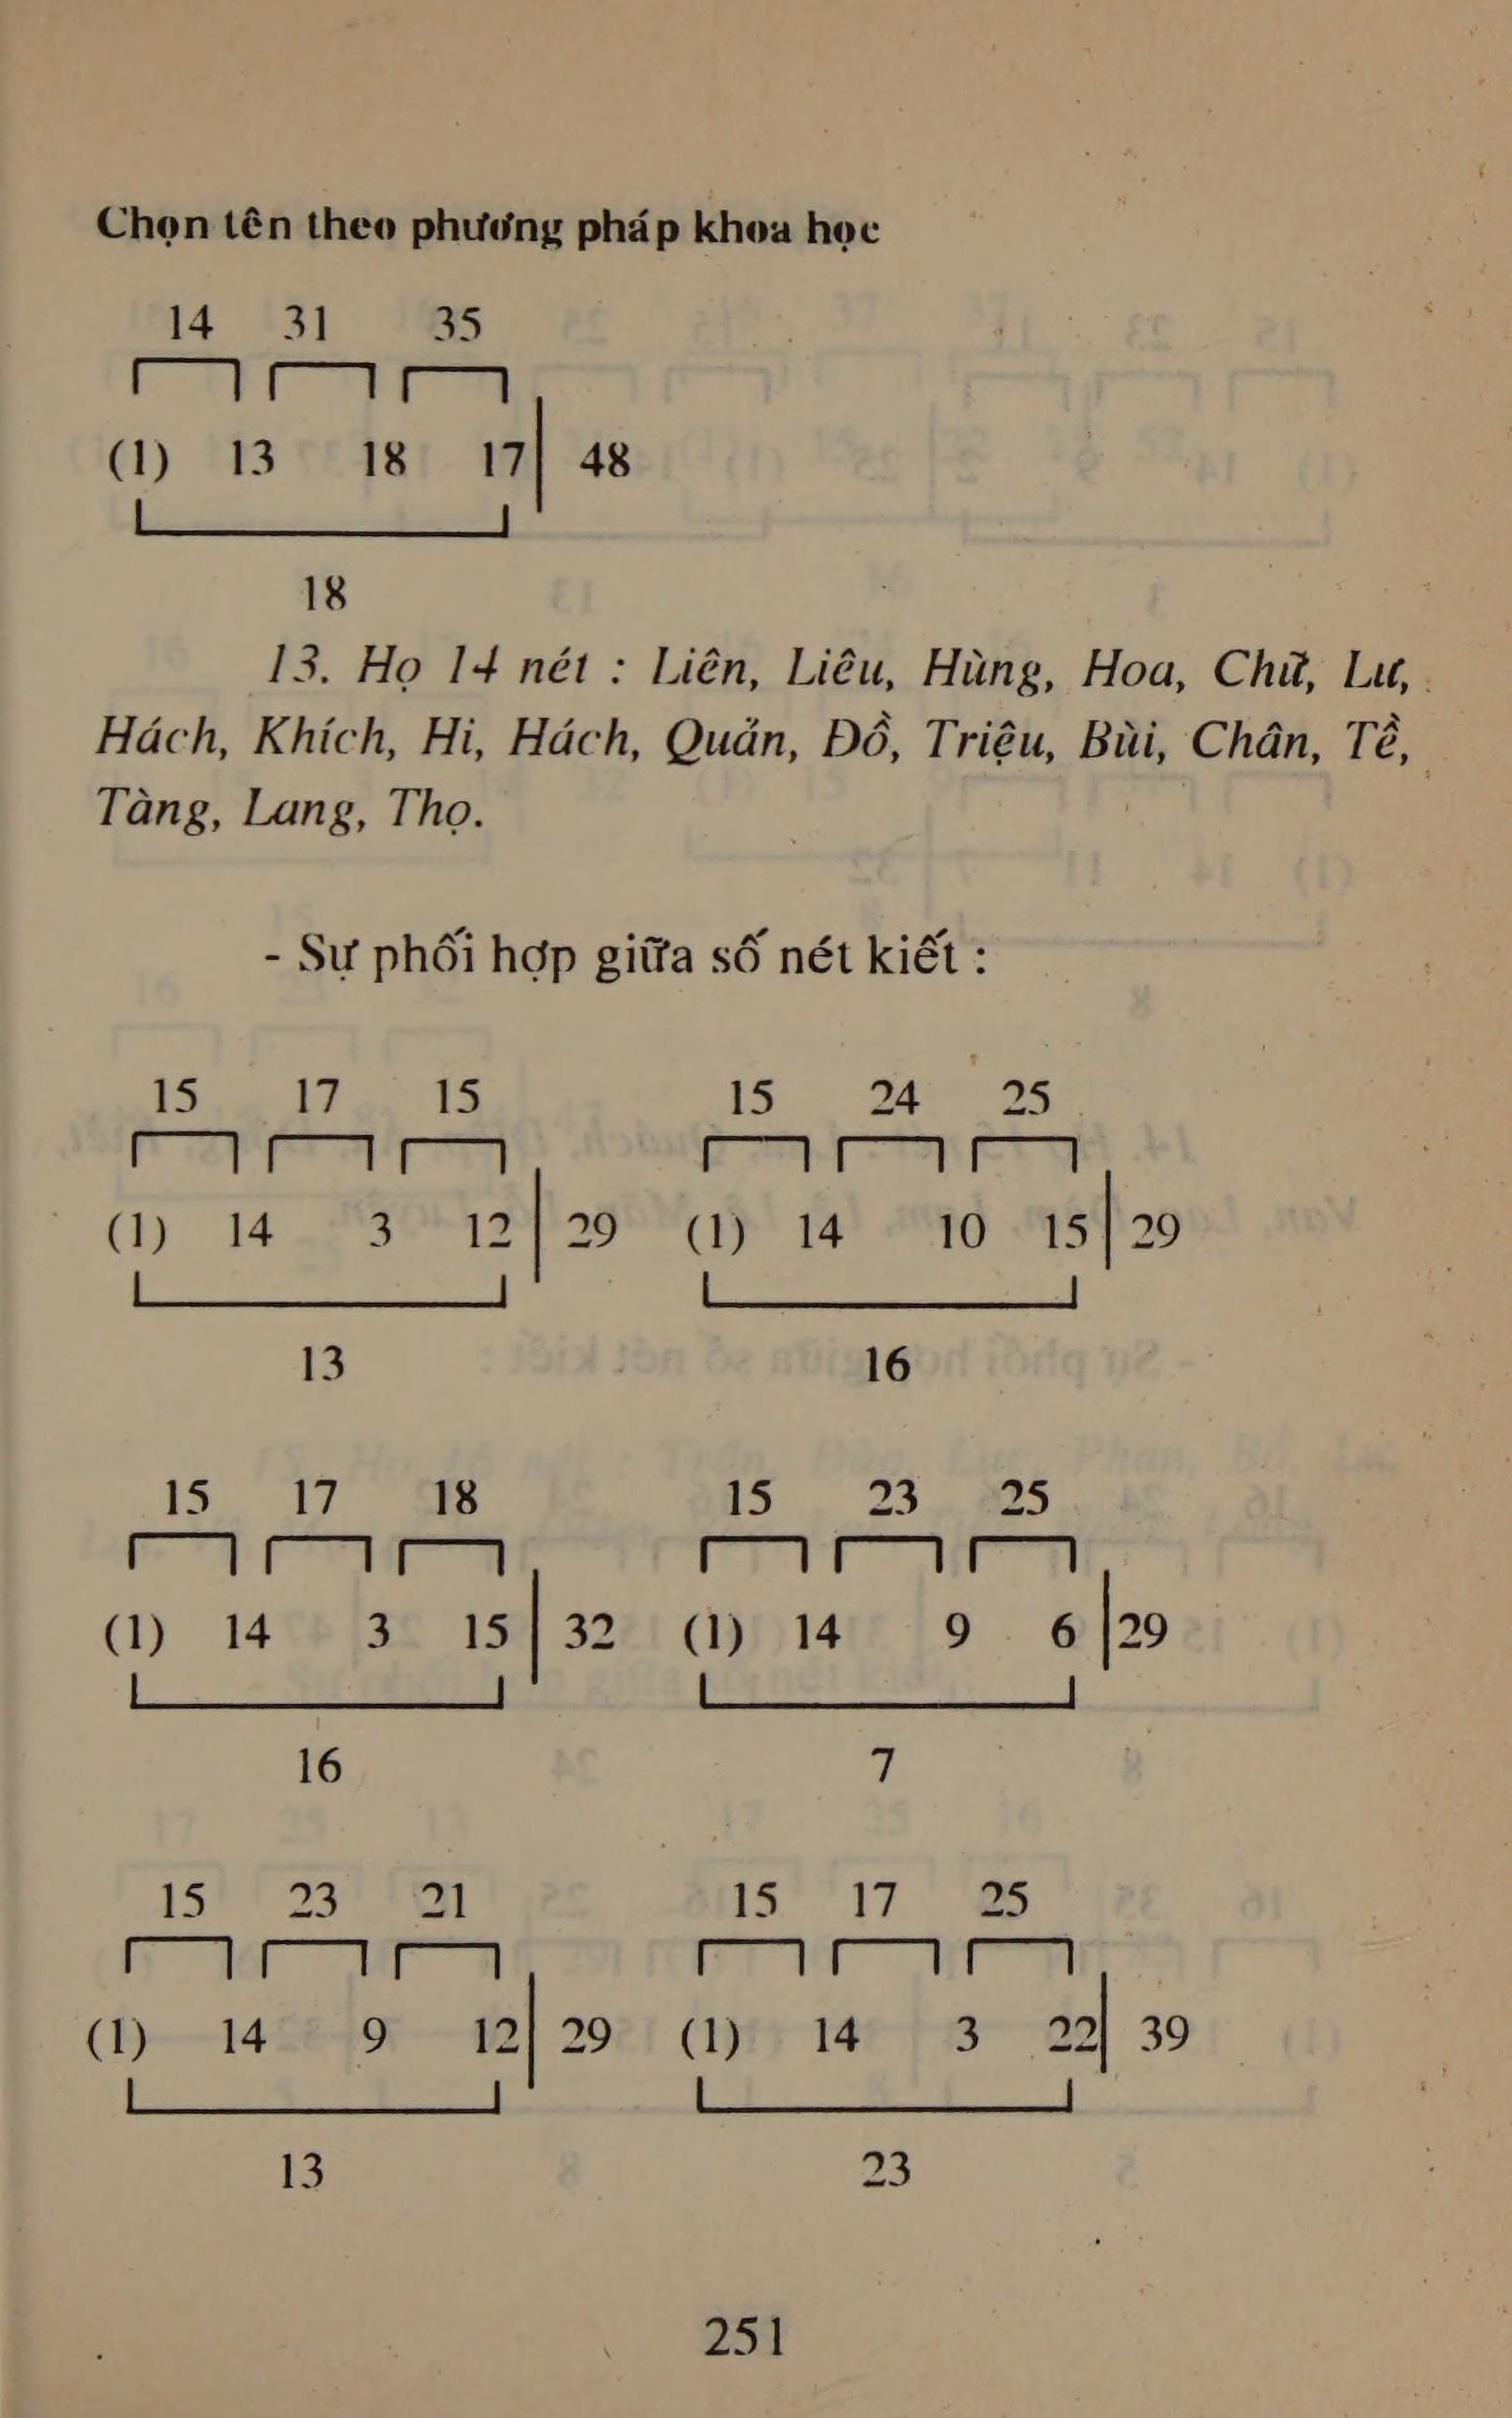 Chọn tên theo phương pháp khoa học
14 31 35
(1) 13 18 17 48
18
13. Họ 14 nét : Liên, Liêu, Hùng, Hoa, Chữ, Lư,
Hách, Khích, Hi, Hách, Quản, Đồ, Triệu, Bùi, Chân, Tề,
Tàng, Lang, Thọ.
- Sự phối hợp giữa số nét kiết :
15 17 15 15 24 25
(1) 14 3 12 29 (1) 14 10 15 29
13 16
15 17 18 15 23 25
(1) 14 3 15 32 (1) 14 9 6 29
16 7
15 23 21 15 17 25
(1) 14 9 12 29 (1) 14 3 22 39
13 23
251